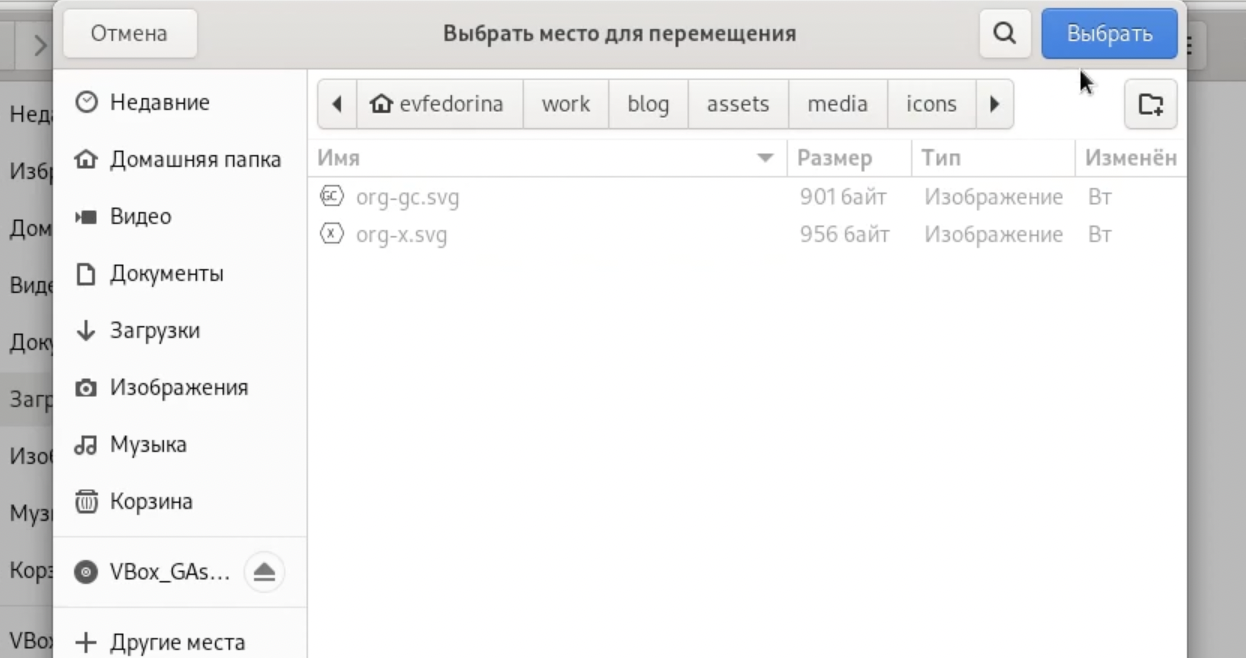 Отмена
Выбрать место для перемещения
Выбрать
Недавние
Домашняя папка
Видео
Документы
Загрузки
Изображения
Музыка
Корзина
VBox_GAs...
Другие места
evfedorina work blog assets media icons
Имя Размер Тип Изменён
org-gc.svg 901 байт Изображение Вт
org-x.svg 956 байт Изображение Вт
Неда
Избр
Дом
Виде
Доку
Загр
Изоб
Музы
Корз
VBox